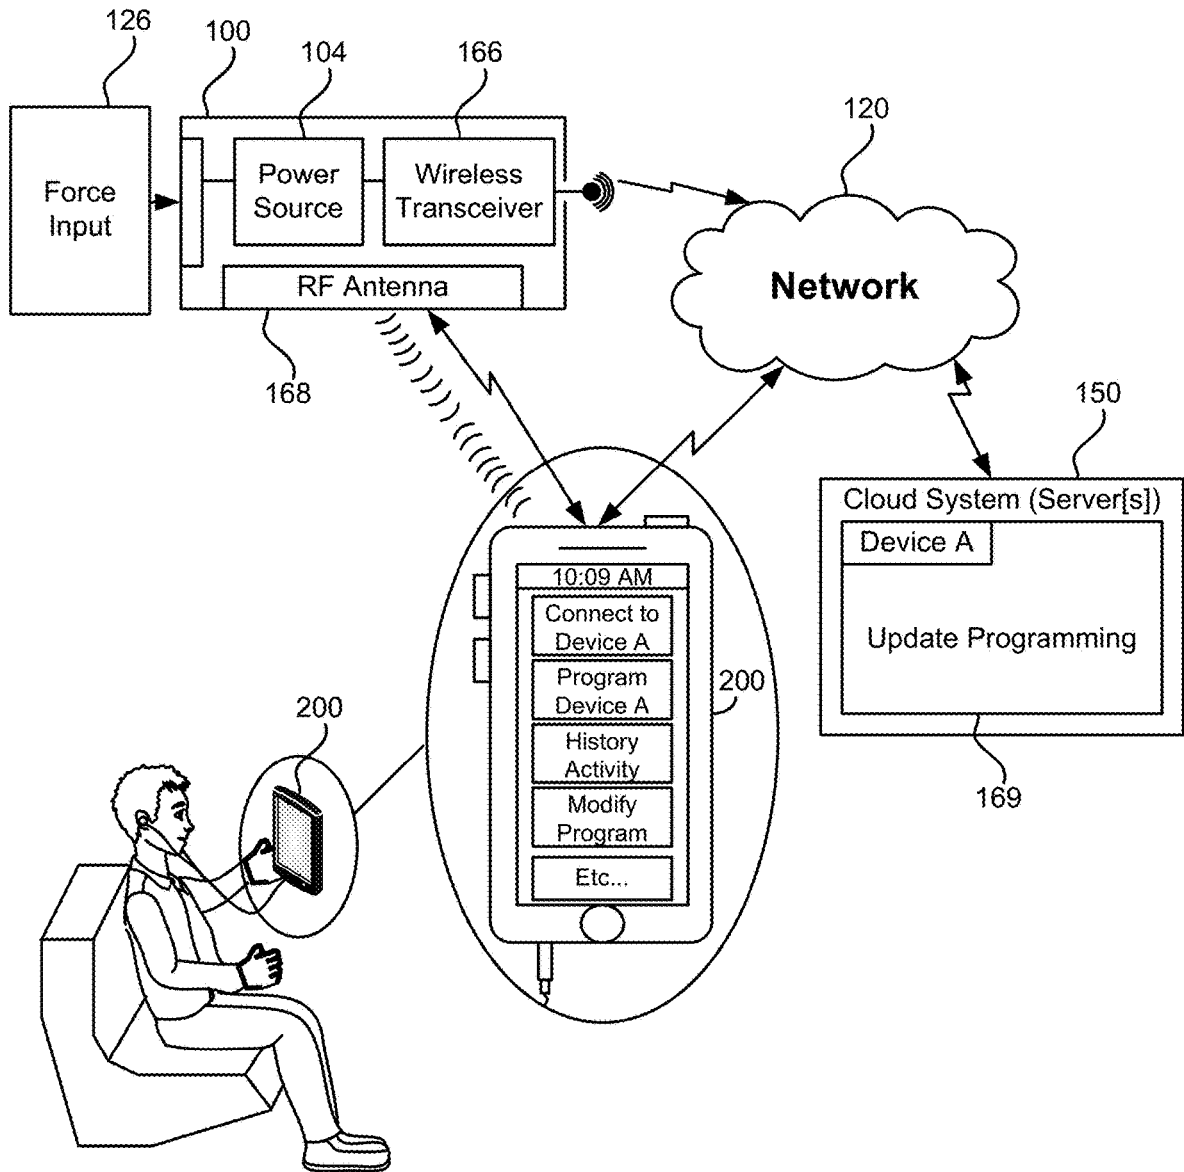 126
100
104
166
120
Force
Input
Power
Source
Wireless
Transceiver
RF Antenna
Network
168
150
Cloud System (Server[s])
Device A
Update Programming
169
10:09 AM
Connect to
Device A
Program
Device A
History
Activity
Modify
Program
Etc...
200
200